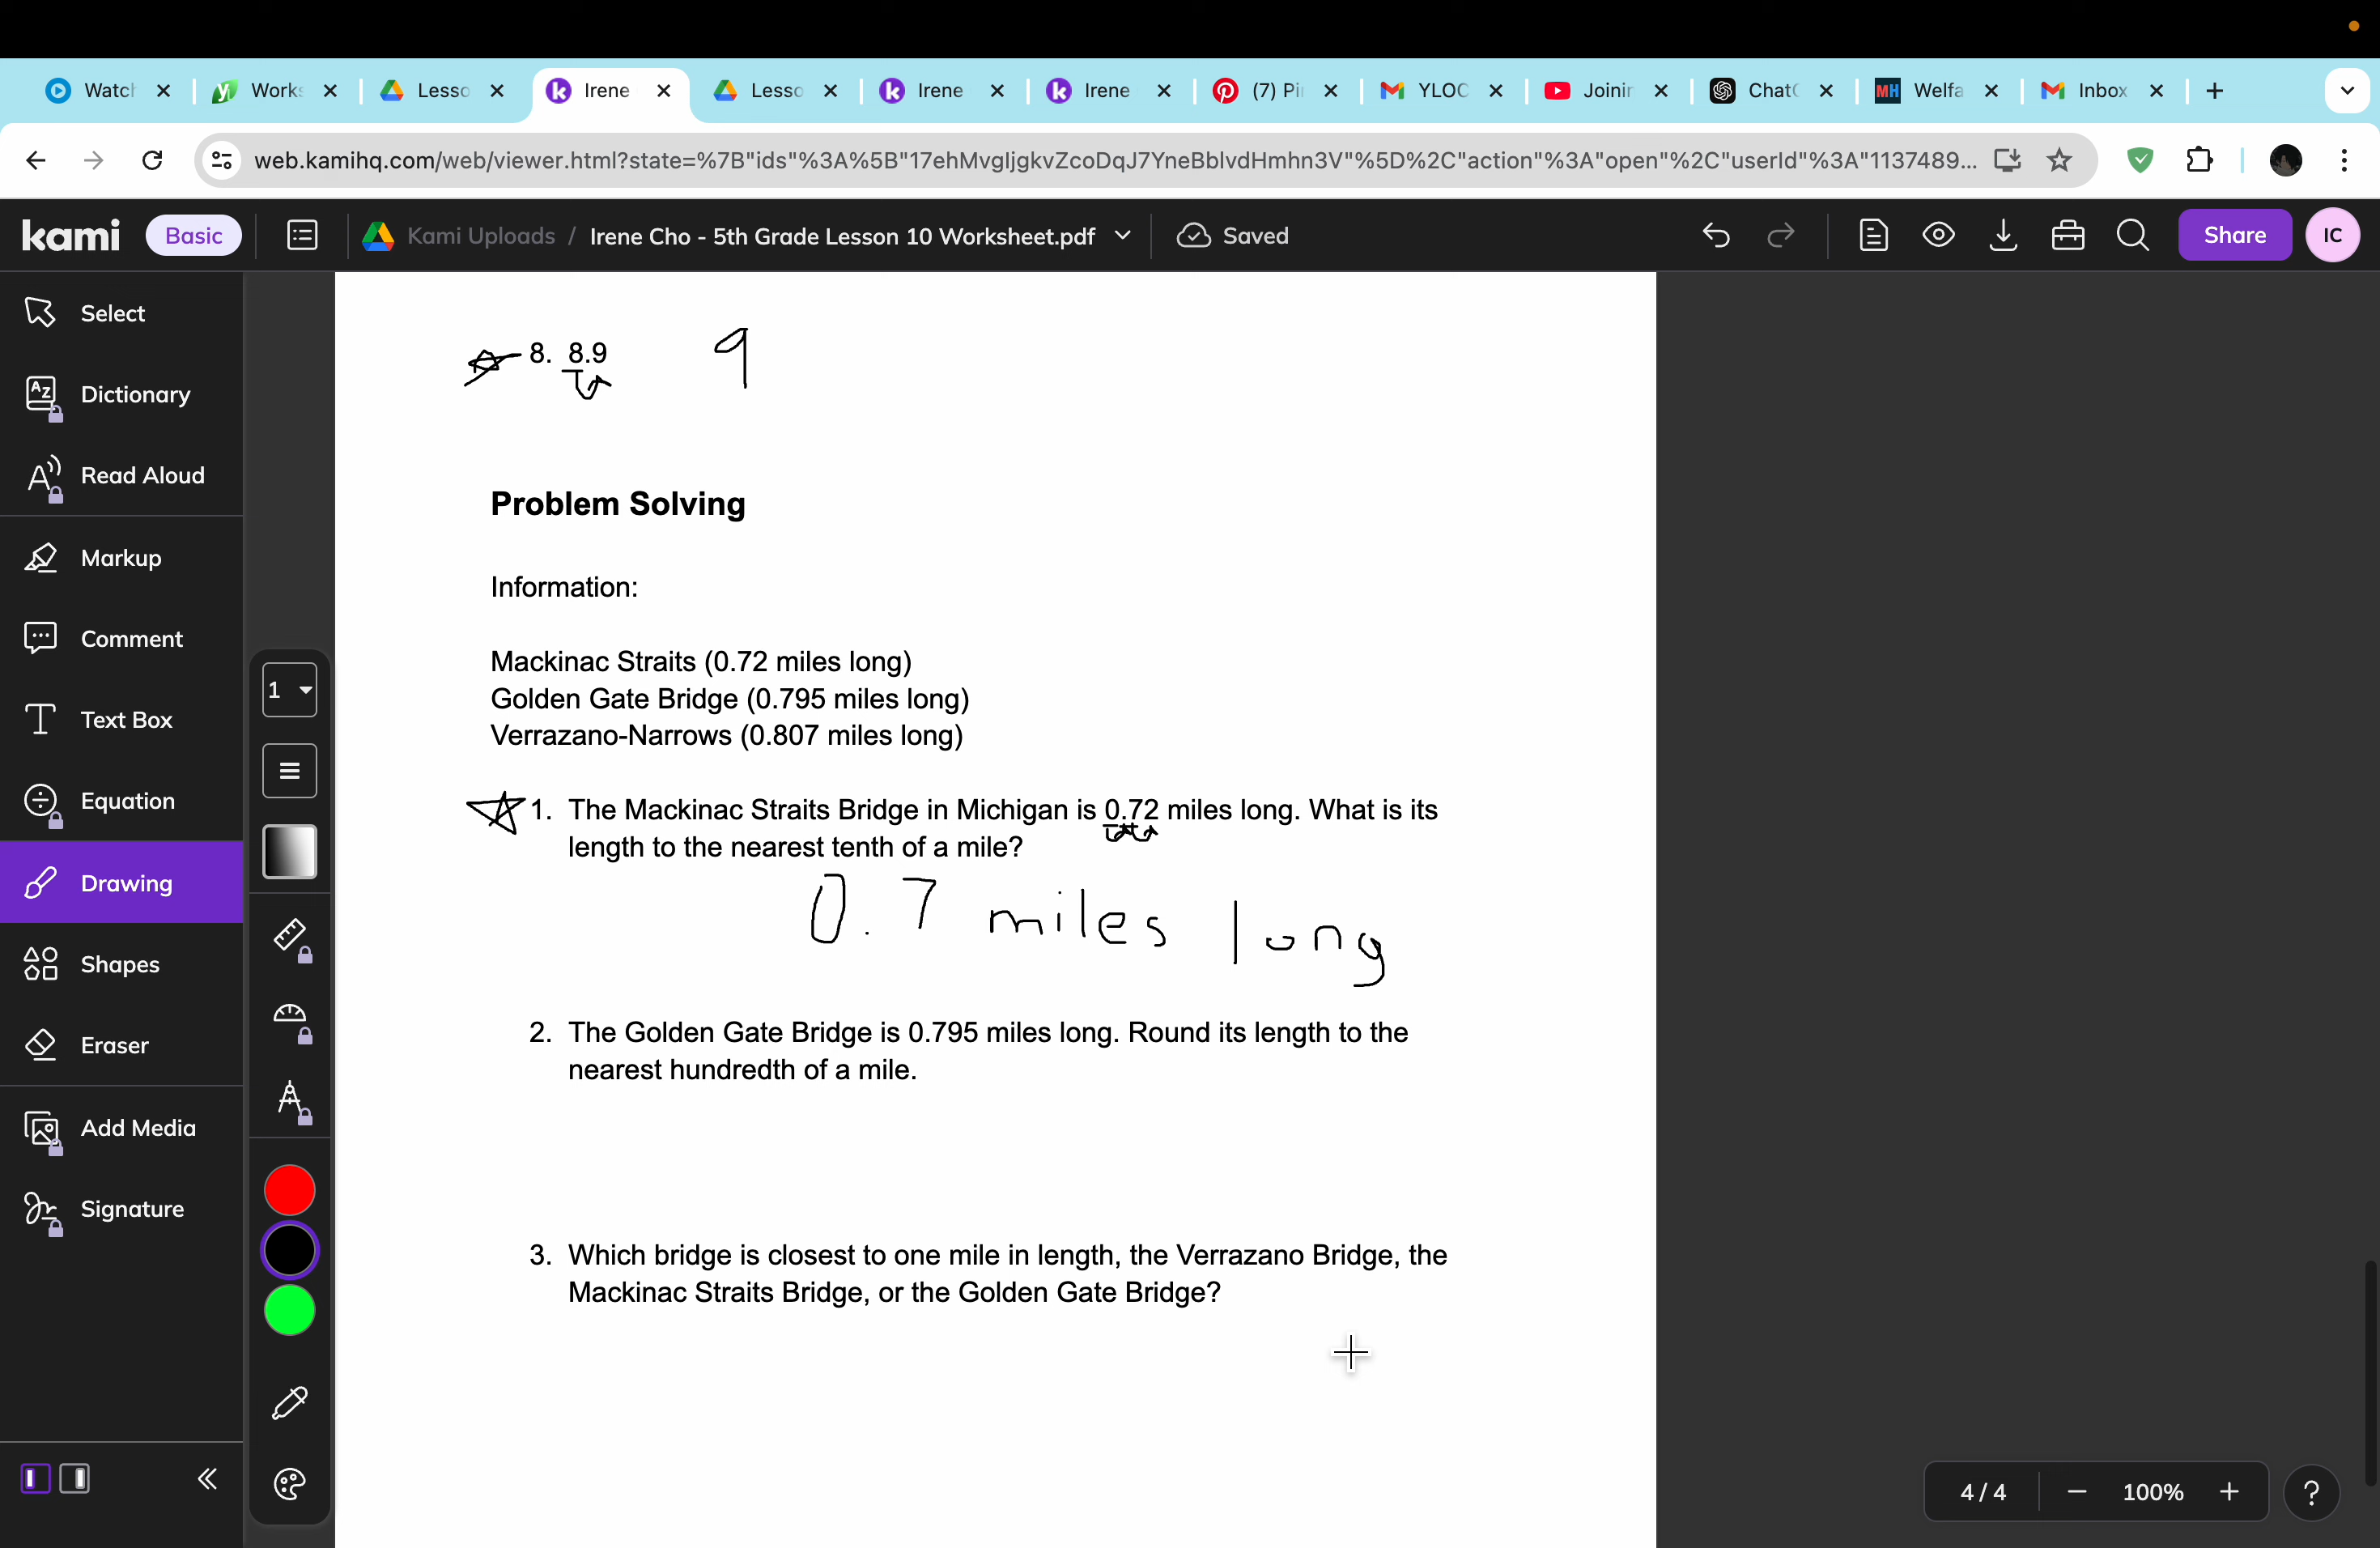 Watch
Works
Lesso
Irene
Lesso
Irene
Irene
(7) Pi
YLOC
Joinir
Chat
Welfa
Inbox
web.kamihq.com/web/viewer.html?state=%7B"ids"%3A%5B"17ehMvgljgkvZcoDqJ7YneBblvdHmhn3V"%5D%2C"action"%3A"open"%2C"userId"%3A"1137489...
kami Basic Kami Uploads / Irene Cho - 5th Grade Lesson 10 Worksheet.pdf Saved Share IC
Select
Dictionary
Read Aloud
Markup
Comment
Text Box
Equation
Drawing
Shapes
Eraser
Add Media
Signature
1
8. 8.9 9
Problem Solving
Information:
Mackinac Straits (0.72 miles long)
Golden Gate Bridge (0.795 miles long)
Verrazano-Narrows (0.807 miles long)
1. The Mackinac Straits Bridge in Michigan is 0.72 miles long. What is its
length to the nearest tenth of a mile?
0.7 miles long
2. The Golden Gate Bridge is 0.795 miles long. Round its length to the
nearest hundredth of a mile.
3. Which bridge is closest to one mile in length, the Verrazano Bridge, the
Mackinac Straits Bridge, or the Golden Gate Bridge?
4 / 4 − 100% + ?